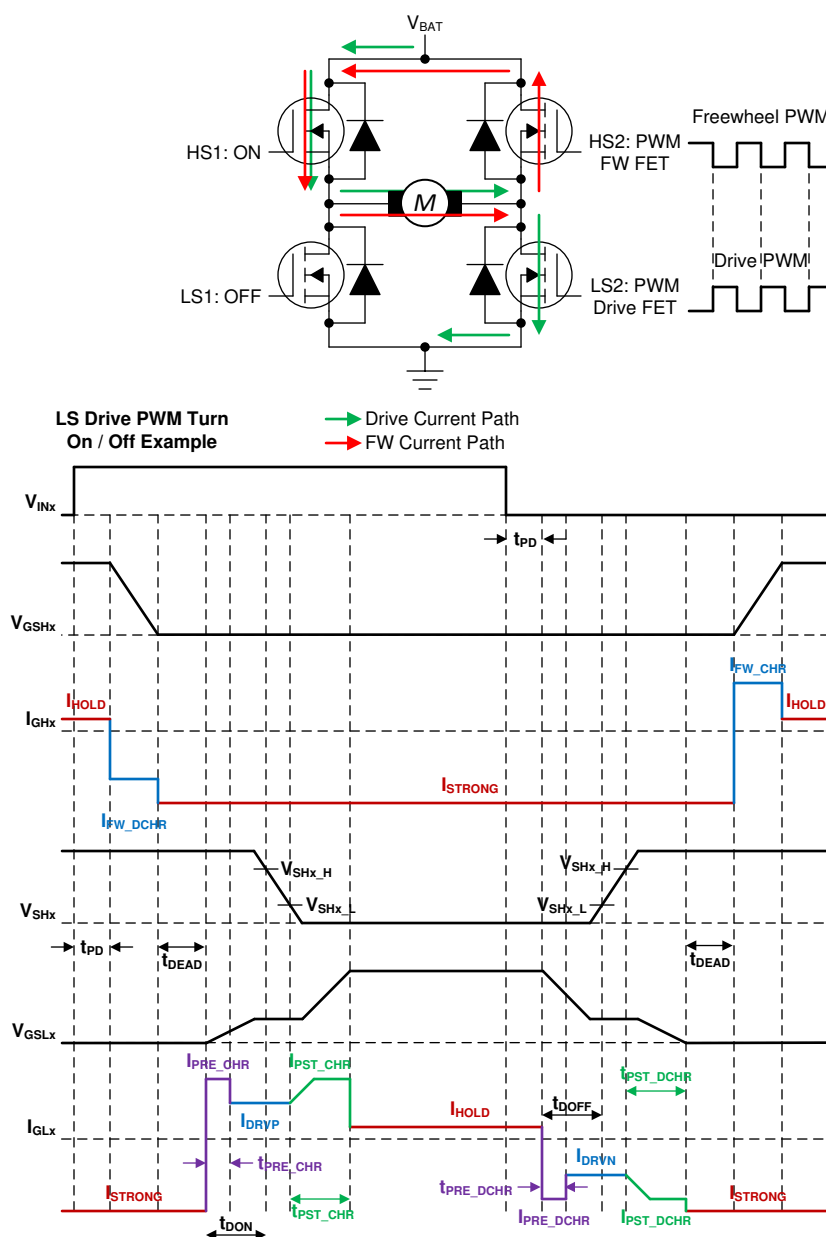 VBAT
Freewheel PWM
HS1: ON
HS2: PWM
FW FET
M
Drive PWM
LS1: OFF
LS2: PWM
Drive FET
LS Drive PWM Turn
On / Off Example
Drive Current Path
FW Current Path
VINx
tPD
VGSHx
IFW_CHR
IHOLD
IHOLD
IGHx
ISTRONG
IFW_DCHR
VSHx_H
VSHx_H
VSHx_L
VSHx_L
VSHx
tPD
tDEAD
tDEAD
VGSLx
IPRE_CHR
IPST_CHR
tPST_DCHR
IHOLD
tDOFF
IDRVP
IGLx
IDRVN
tPRE_CHR
tPRE_DCHR
ISTRONG
tPST_CHR
IPRE_DCHR
IPST_DCHR
ISTRONG
tDON